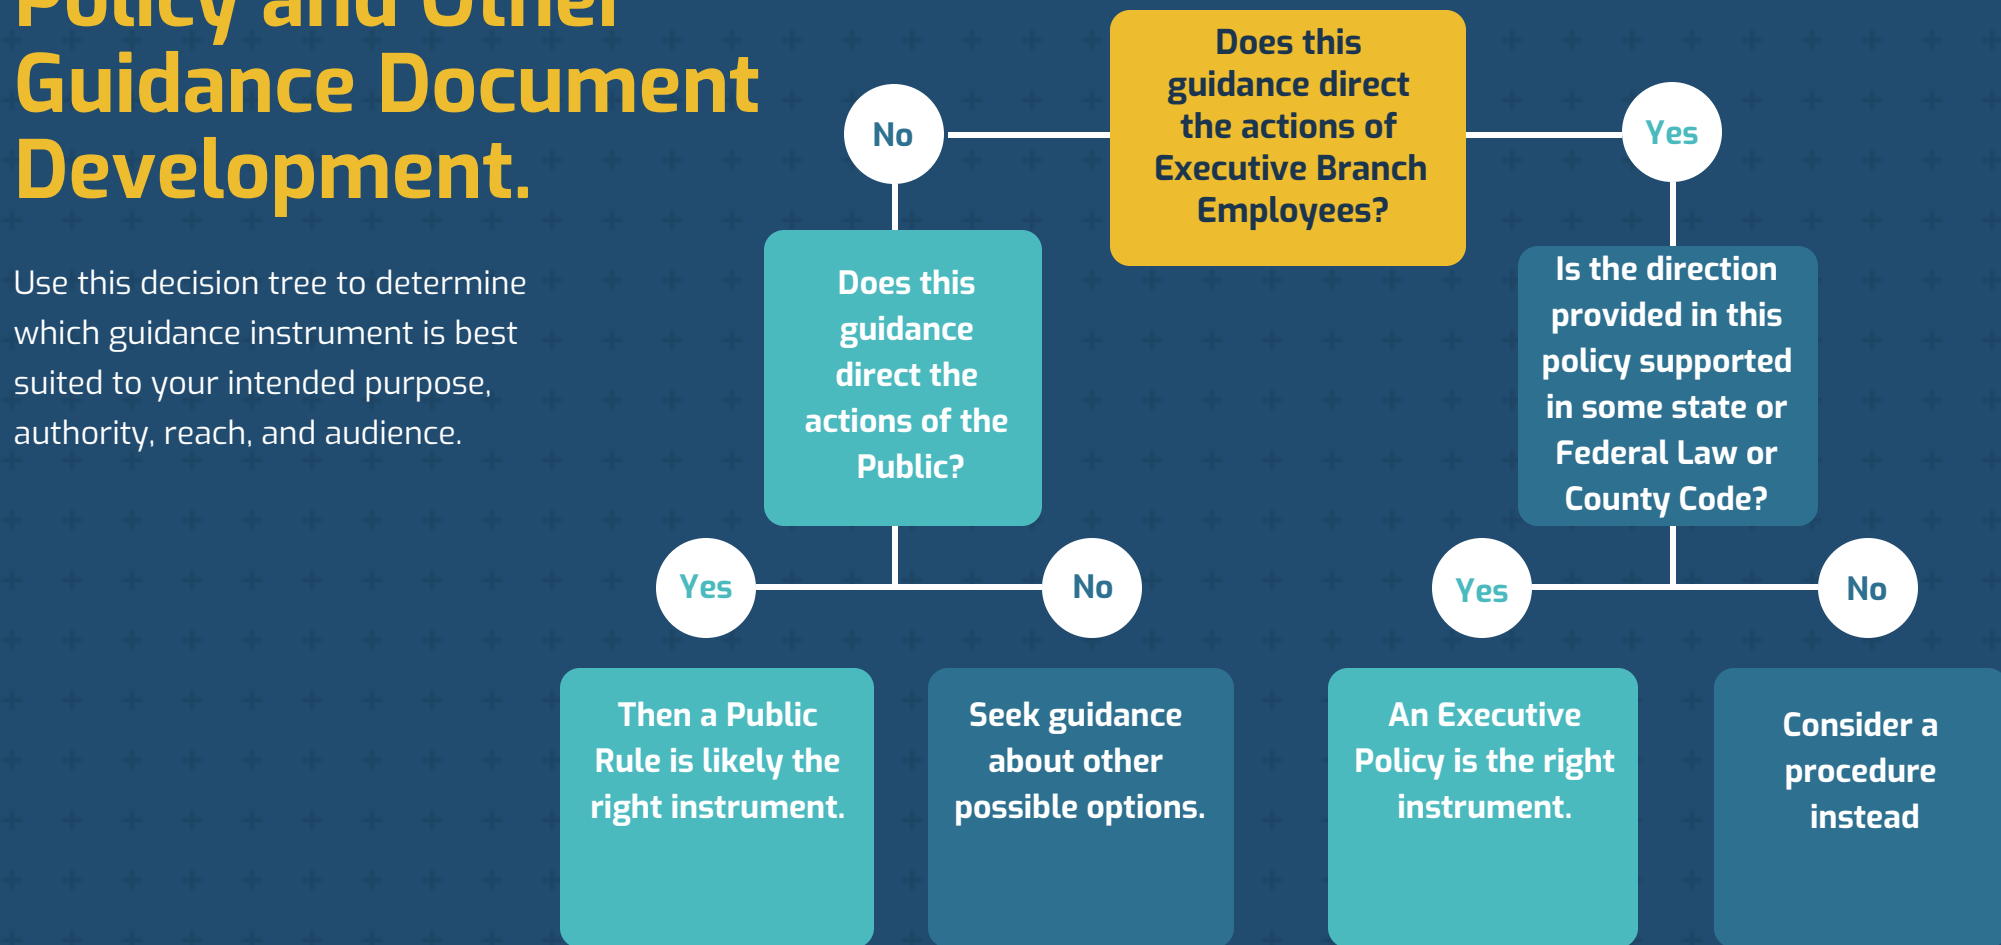 Policy and Other
Guidance Document
Development.
Use this decision tree to determine
which guidance instrument is best
suited to your intended purpose,
authority, reach, and audience.
Does this
guidance direct
the actions of
Executive Branch
Employees?
No
Yes
Does this
guidance
direct the
actions of the
Public?
Is the direction
provided in this
policy supported
in some state or
Federal Law or
County Code?
Yes
No
Yes
No
Then a Public
Rule is likely the
right instrument.
Seek guidance
about other
possible options.
An Executive
Policy is the right
instrument.
Consider a
procedure
instead